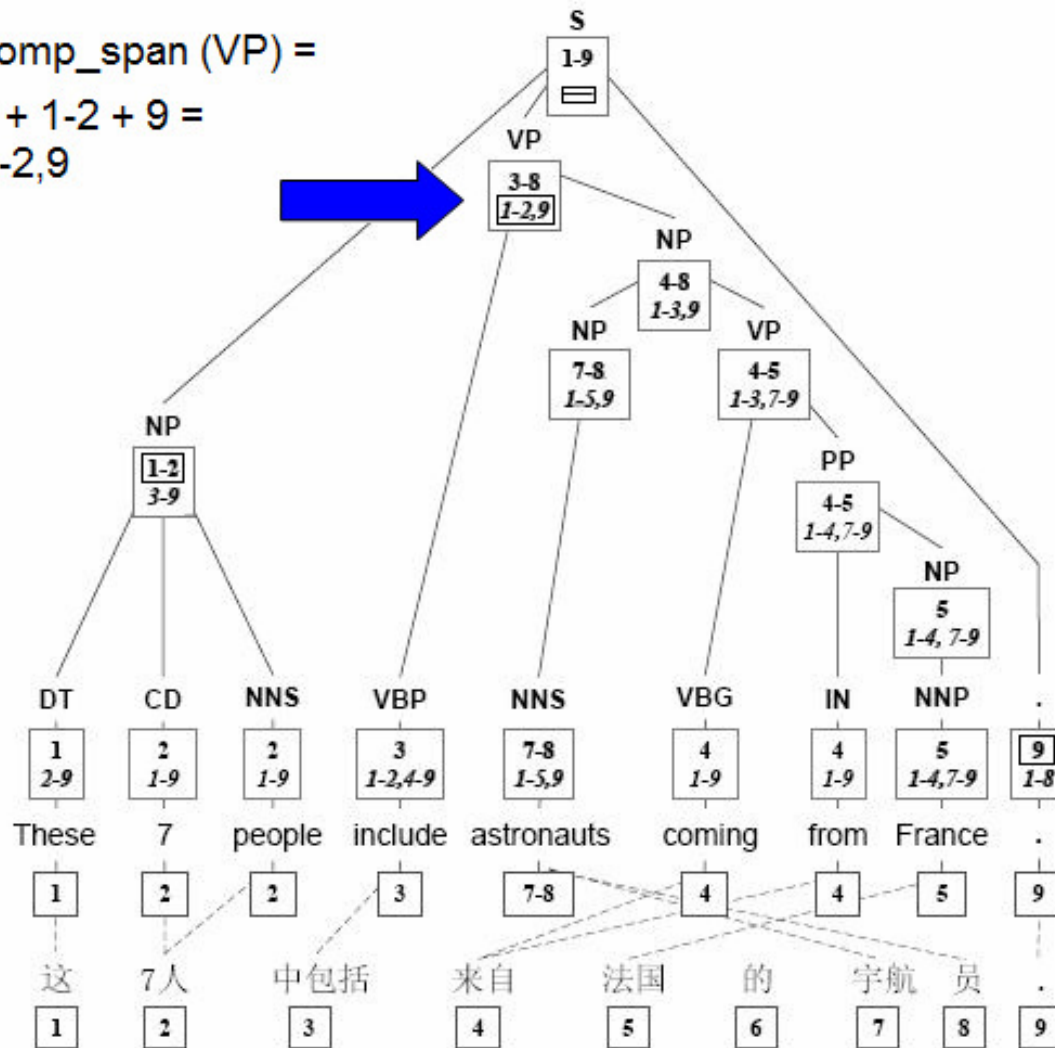 omp_span (VP) =
+ 1-2 + 9 =
-2,9
S
1-9
VP
3-8
1-2,9
NP
4-8
1-3,9
NP
7-8
1-5,9
VP
4-5
1-3,7-9
NP
1-2
3-9
PP
4-5
1-4,7-9
NP
5
1-4, 7-9
DT CD NNS VBP NNS VBG IN NNP .
1 2 2 3 7-8 4 4 5 9
2-9 1-9 1-9 1-2,4-9 1-5,9 1-9 1-9 1-4,7-9 1-8
These 7 people include astronauts coming from France .
1 2 2 3 7-8 4 4 5 9
这 7人 中包括 来自 法国 的 宇航 员 .
1 2 3 4 5 6 7 8 9